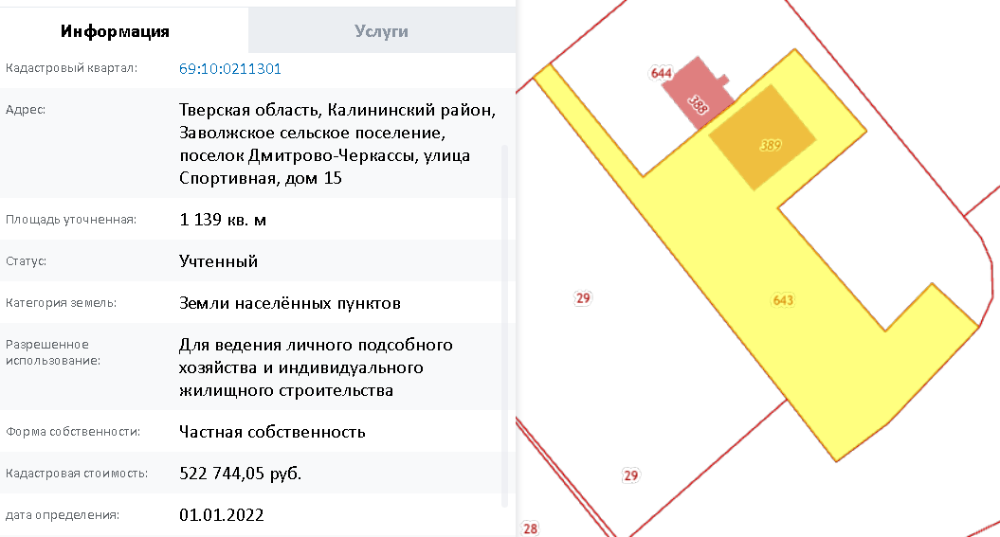 Информация
Услуги
Кадастровый квартал:
69:10:0211301
Адрес:
Тверская область, Калининский район,
Заволжское сельское поселение,
поселок Дмитрово-Черкассы, улица
Спортивная, дом 15
Площадь уточненная:
1 139 кв. м
Статус:
Учтенный
Категория земель:
Земли населённых пунктов
Разрешенное
использование:
Для ведения личного подсобного
хозяйства и индивидуального
жилищного строительства
Форма собственности:
Частная собственность
Кадастровая стоимость:
522 744,05 руб.
дата определения:
01.01.2022
644
388
389
29
643
29
28